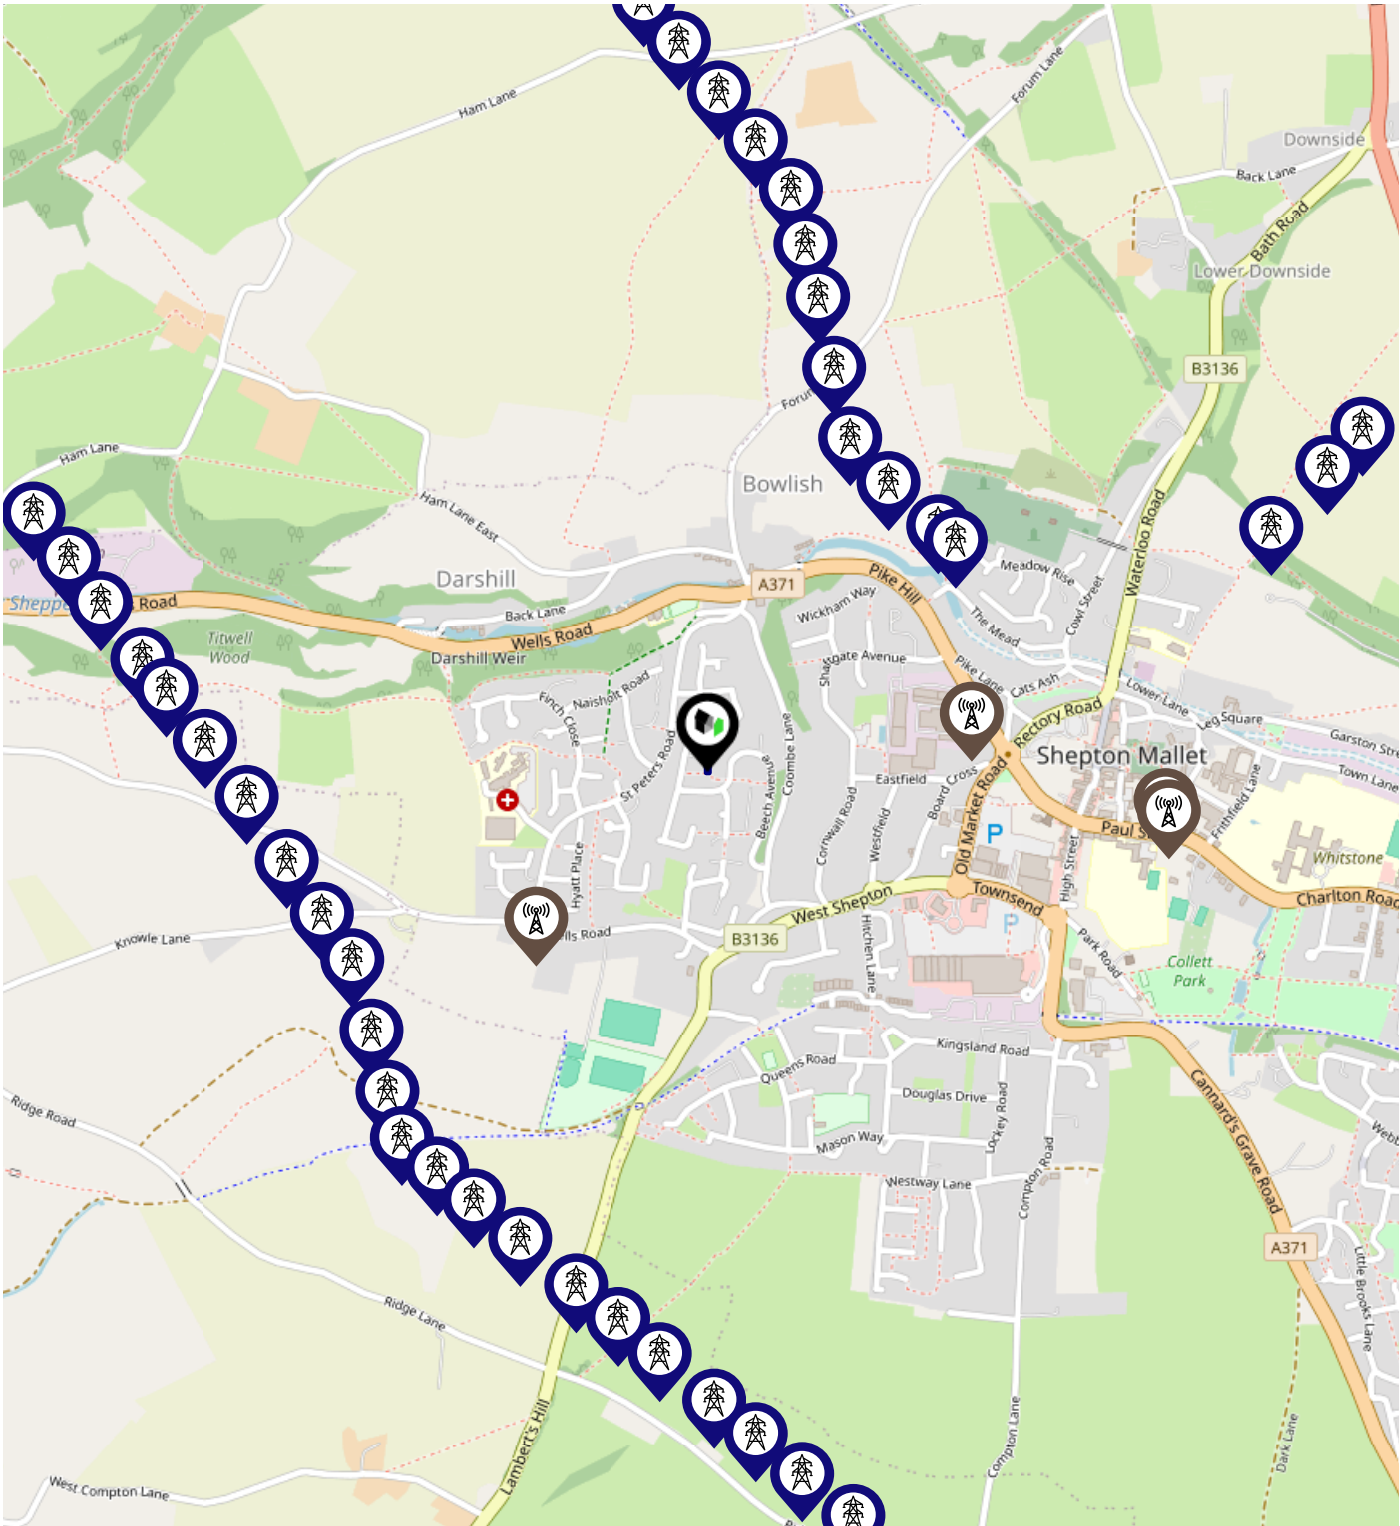 Ham Lane
Forum Lane
Downside
Back Lane
Bath Road
Lower Downside
B3136
Ham Lane
Bowlish
Ham Lane East
Waterloo Road
Meadow Rise
Cowl Street
Darshill
A371
Pike Hill
Back Lane
Wickham Way
The Mead
Road
Wells Road
Titwell
Wood
Darshill Weir
Pike Lane
Cats Ash
Lower Lane
Leg Square
Naisholt Road
Finch Close
Rectory Road
Garston Stre
Shepton Mallet
Town Lane
St Peters Road
Coombe Lane
Beech Avenue
Eastfield
Board Cross
Old Market Road
Cornwall Road
Westfield
P
Paul S
Frithfield Lane
Whitstone
High Street
Hyatt Place
Townsend
Charlton Road
West Shepton
Knowle Lane
B3136
Hitchen Lane
P
Park Road
Collett
Park
Kingsland Road
Queens Road
Douglas Drive
Lockey Road
Cannard's Grave Road
Ridge Road
Mason Way
Westway Lane
Compton Road
A371
Little Brooks Lane
Ridge Lane
Lambert's Hill
Compton Lane
Dark Lane
West Compton Lane